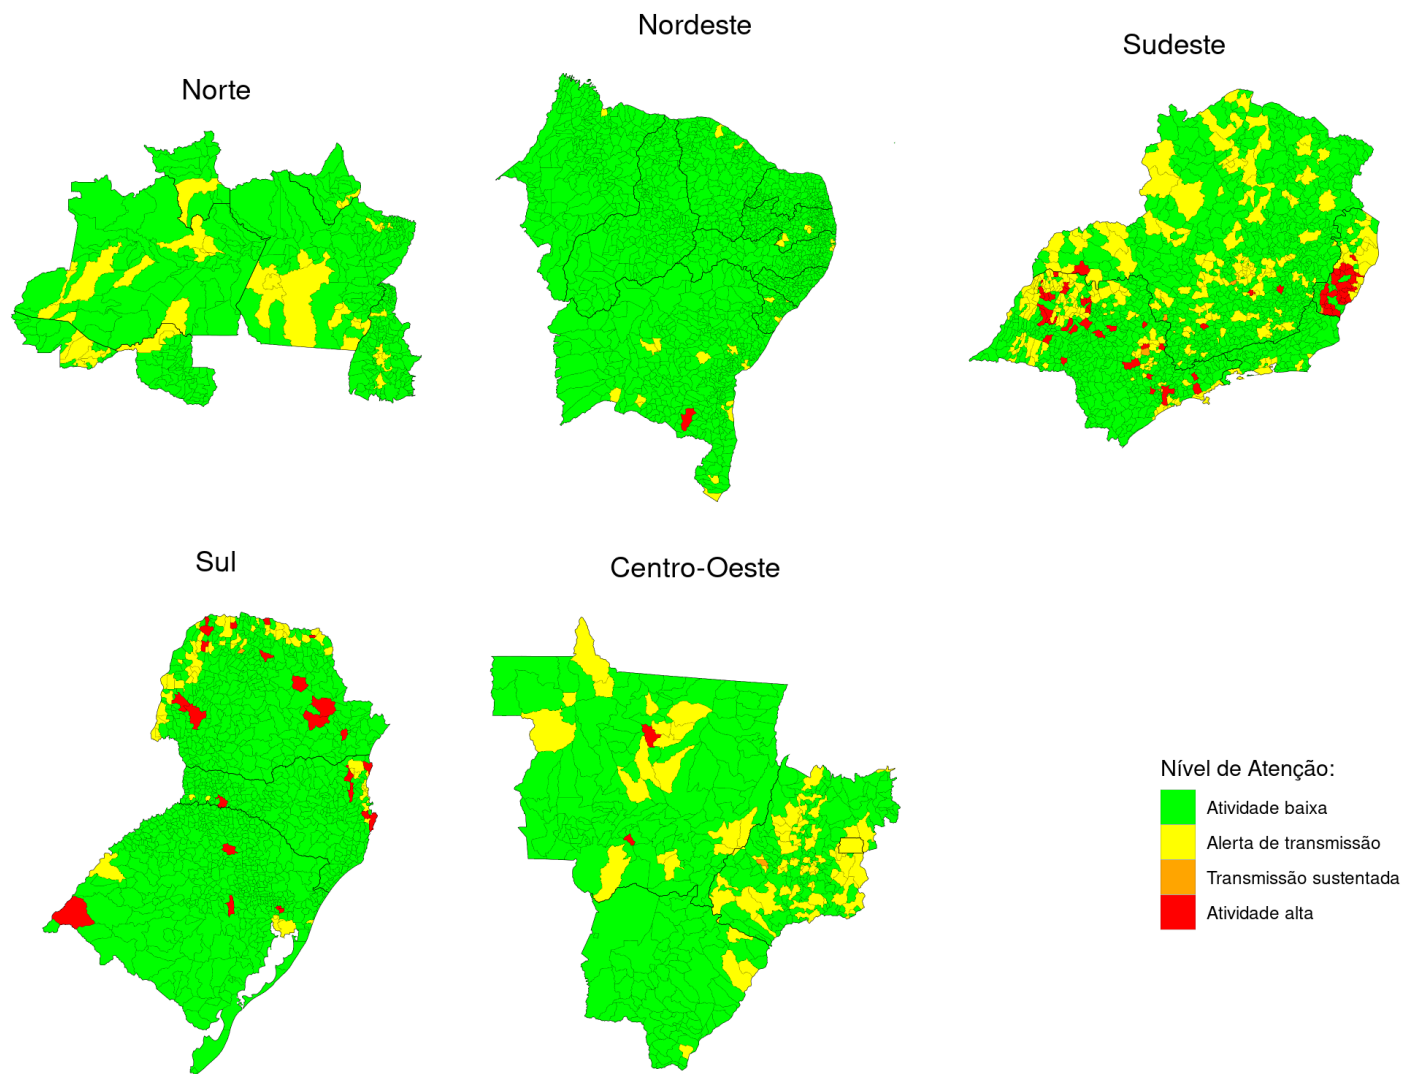 Norte
Nordeste
Sudeste
Sul
Centro-Oeste
Nível de Atenção:
Atividade baixa
Alerta de transmissão
Transmissão sustentada
Atividade alta